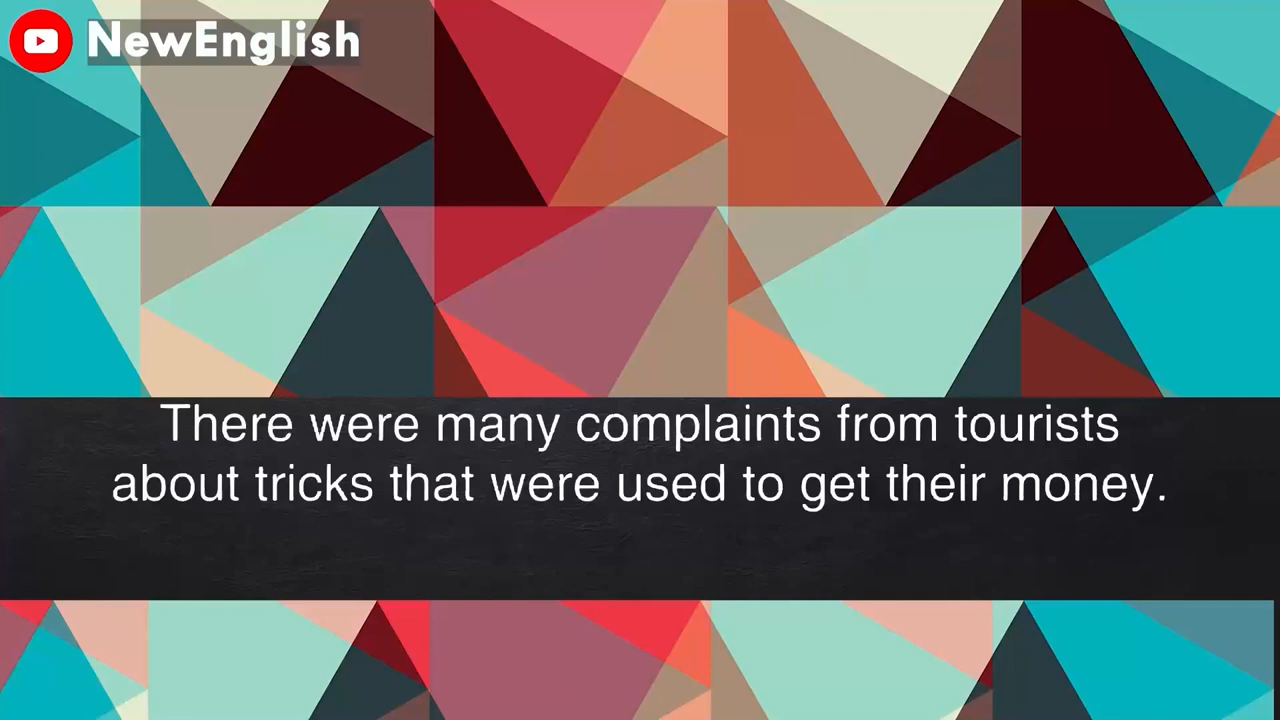 NewEnglish
There were many complaints from tourists
about tricks that were used to get their money.